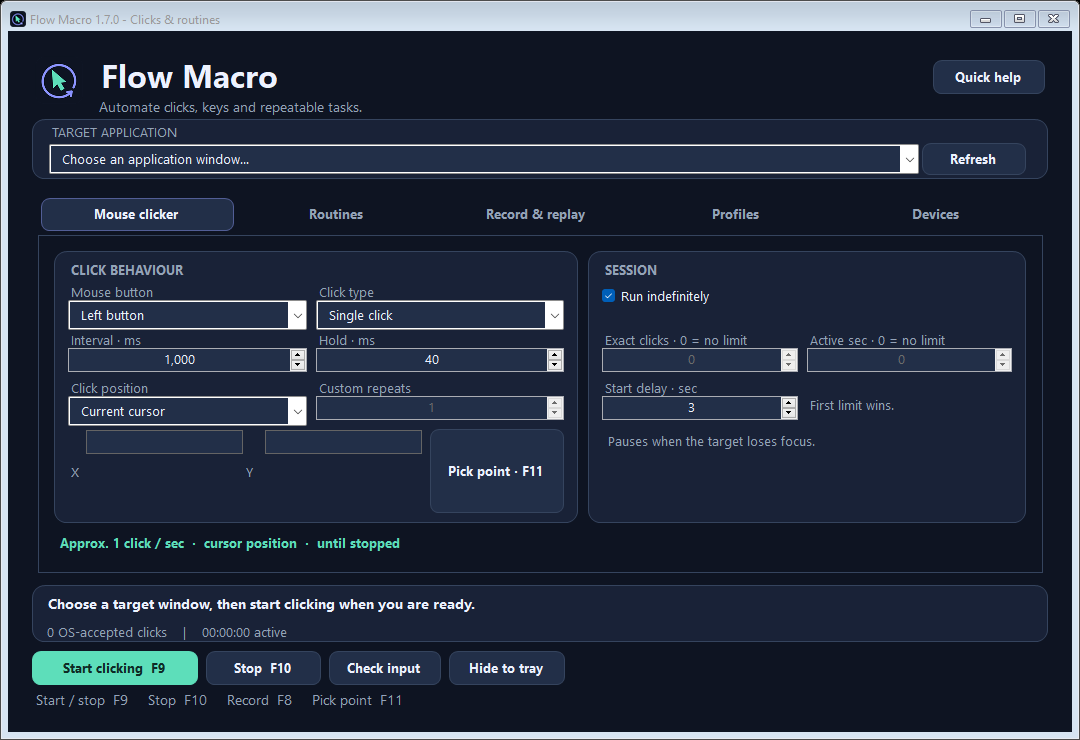 Flow Macro 1.7.0 - Clicks & routines
Flow Macro
Automate clicks, keys and repeatable tasks.
Quick help
TARGET APPLICATION
Choose an application window...
Refresh
Mouse clicker
Routines
Record & replay
Profiles
Devices
CLICK BEHAVIOUR
Mouse button
Click type
Left button
Single click
Interval · ms
Hold · ms
1,000
40
Click position
Custom repeats
Current cursor
1
X
Y
Pick point · F11
SESSION
Run indefinitely
Exact clicks · 0 = no limit
Active sec · 0 = no limit
0
0
Start delay · sec
3
First limit wins.
Pauses when the target loses focus.
Approx. 1 click / sec · cursor position · until stopped
Choose a target window, then start clicking when you are ready.
0 OS-accepted clicks | 00:00:00 active
Start clicking F9
Stop F10
Check input
Hide to tray
Start / stop F9 Stop F10 Record F8 Pick point F11